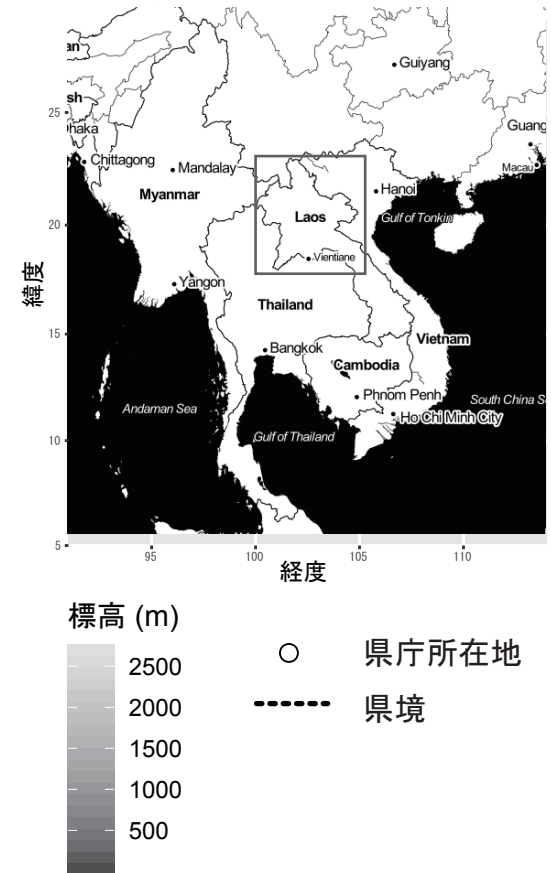 an
Guiyang
sh
25
haka
Guang
Chittagong
Mandalay
Macau
Myanmar
Hanoi
Laos
Gulf of Tonkin
20
Vientiane
緯度
Yangon
Thailand
15
Vietnam
Bangkok
Cambodia
Phnom Penh
South China S
Andaman Sea
Ho Chi Minh City
Gulf of Thailand
10
5
95
100
105
110
経度
標高 (m)
県庁所在地
2500
2000
県境
1500
1000
500